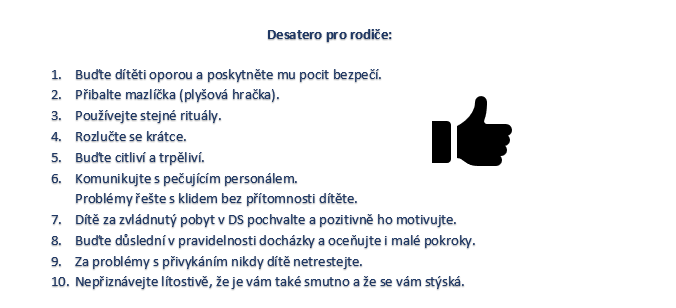 Desatero pro rodiče:
1. Buďte dítěti oporou a poskytněte mu pocit bezpečí.
2. Přibalte mazlíčka (plyšová hračka).
3. Používejte stejné rituály.
4. Rozlučte se krátce.
5. Buďte citliví a trpěliví.
6. Komunikujte s pečujícím personálem.
Problémy řešte s klidem bez přítomnosti dítěte.
7. Dítě za zvládnutý pobyt v DS pochvalte a pozitivně ho motivujte.
8. Buďte důslední v pravidelnosti docházky a oceňujte i malé pokroky.
9. Za problémy s přivykáním nikdy dítě netrestejte.
10. Nepřiznávejte lítostivě, že je vám také smutno a že se vám stýská.